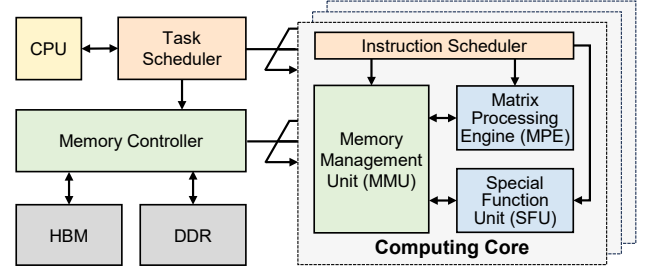 CPU
Task
Scheduler
Memory Controller
HBM
DDR
Instruction Scheduler
Memory
Management
Unit (MMU)
Matrix
Processing
Engine (MPE)
Special
Function
Unit (SFU)
Computing Core